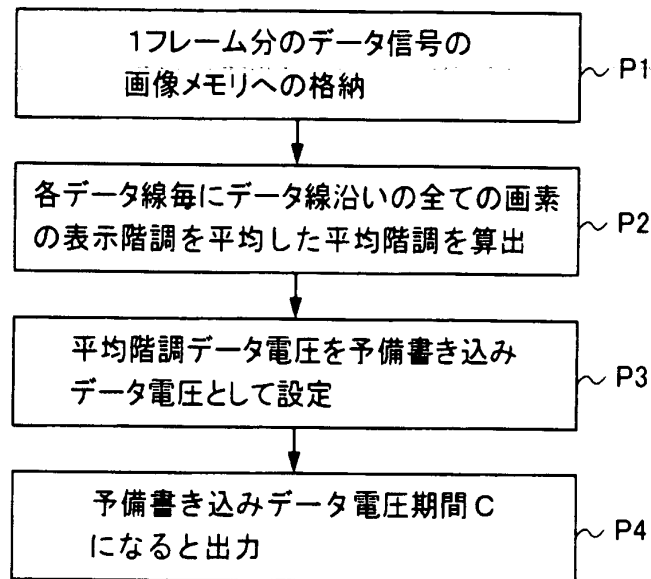 1フレーム分のデータ信号の
画像メモリへの格納
P1
各データ線毎にデータ線沿いの全ての画素
の表示階調を平均した平均階調を算出
P2
平均階調データ電圧を予備書き込み
データ電圧として設定
P3
予備書き込みデータ電圧期間C
になると出力
P4